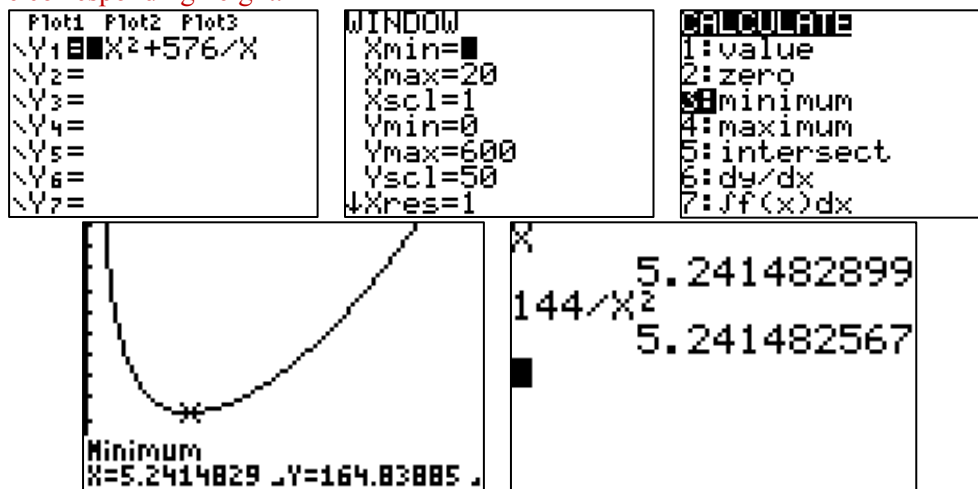 corresponding
Plot1 Plot2 Plot3
\Y1=X²+576/X
\Y2=
\Y3=
\Y4=
\Y5=
\Y6=
\Y7=
WINDOW
Xmin=
Xmax=20
Xscl=1
Ymin=0
Ymax=600
Yscl=50
↓Xres=1
CALCULATE
1:value
2:zero
3:minimum
4:maximum
5:intersect
6:dy/dx
7:∫f(x)dx
Minimum
X=5.2414829 Y=164.83885
X
5.241482899
144/X²
5.241482567